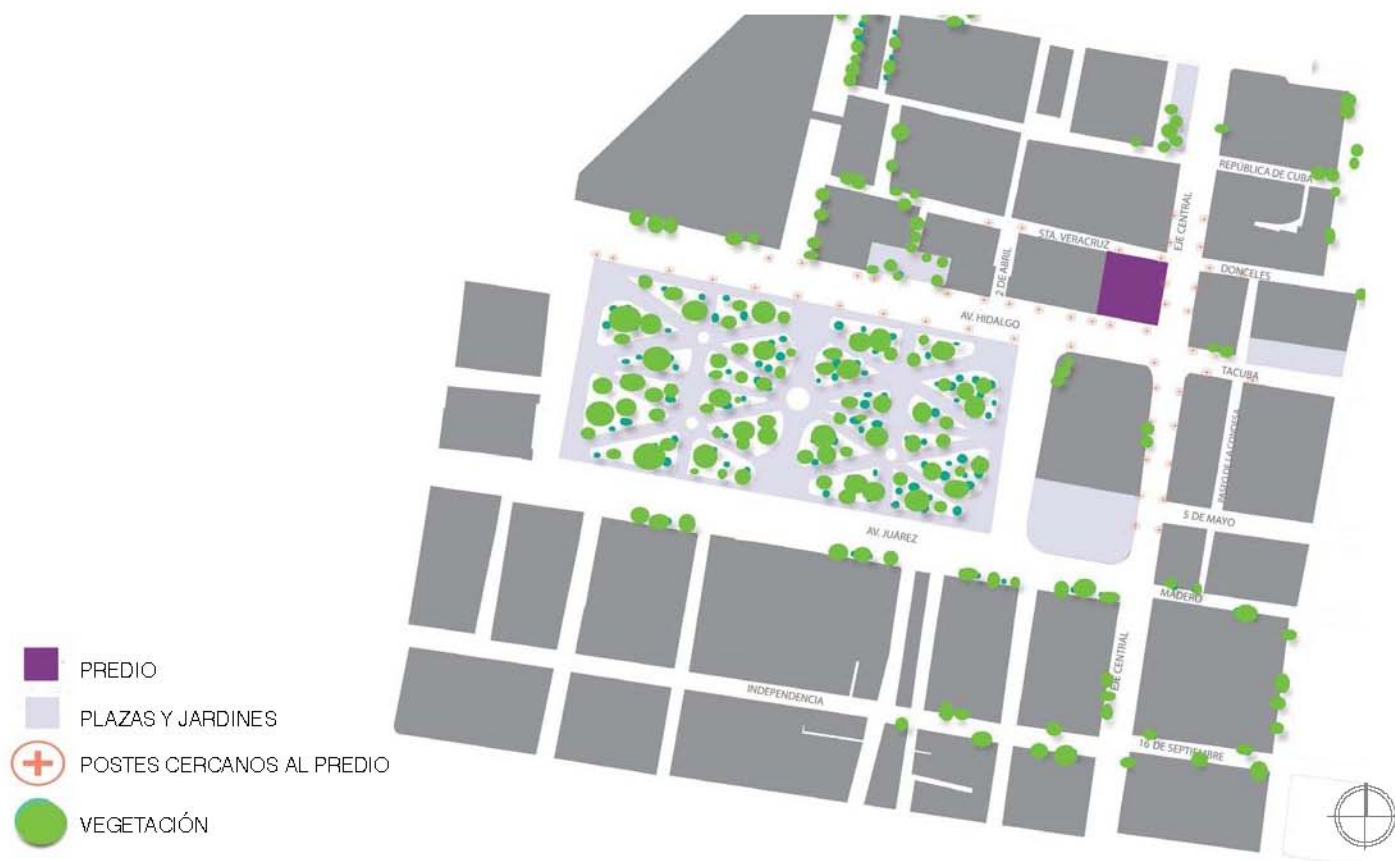 REPÚBLICA DE CUBA
EJE CENTRAL
STA. VERACRUZ
2 DE ABRIL
DONCELES
AV. HIDALGO
TACUBA
5 DE MAYO
AV. JUÁREZ
MADERO
EJE CENTRAL
INDEPENDENCIA
16 DE SEPTIEMBRE
PREDIO
PLAZAS Y JARDINES
POSTES CERCANOS AL PREDIO
VEGETACIÓN